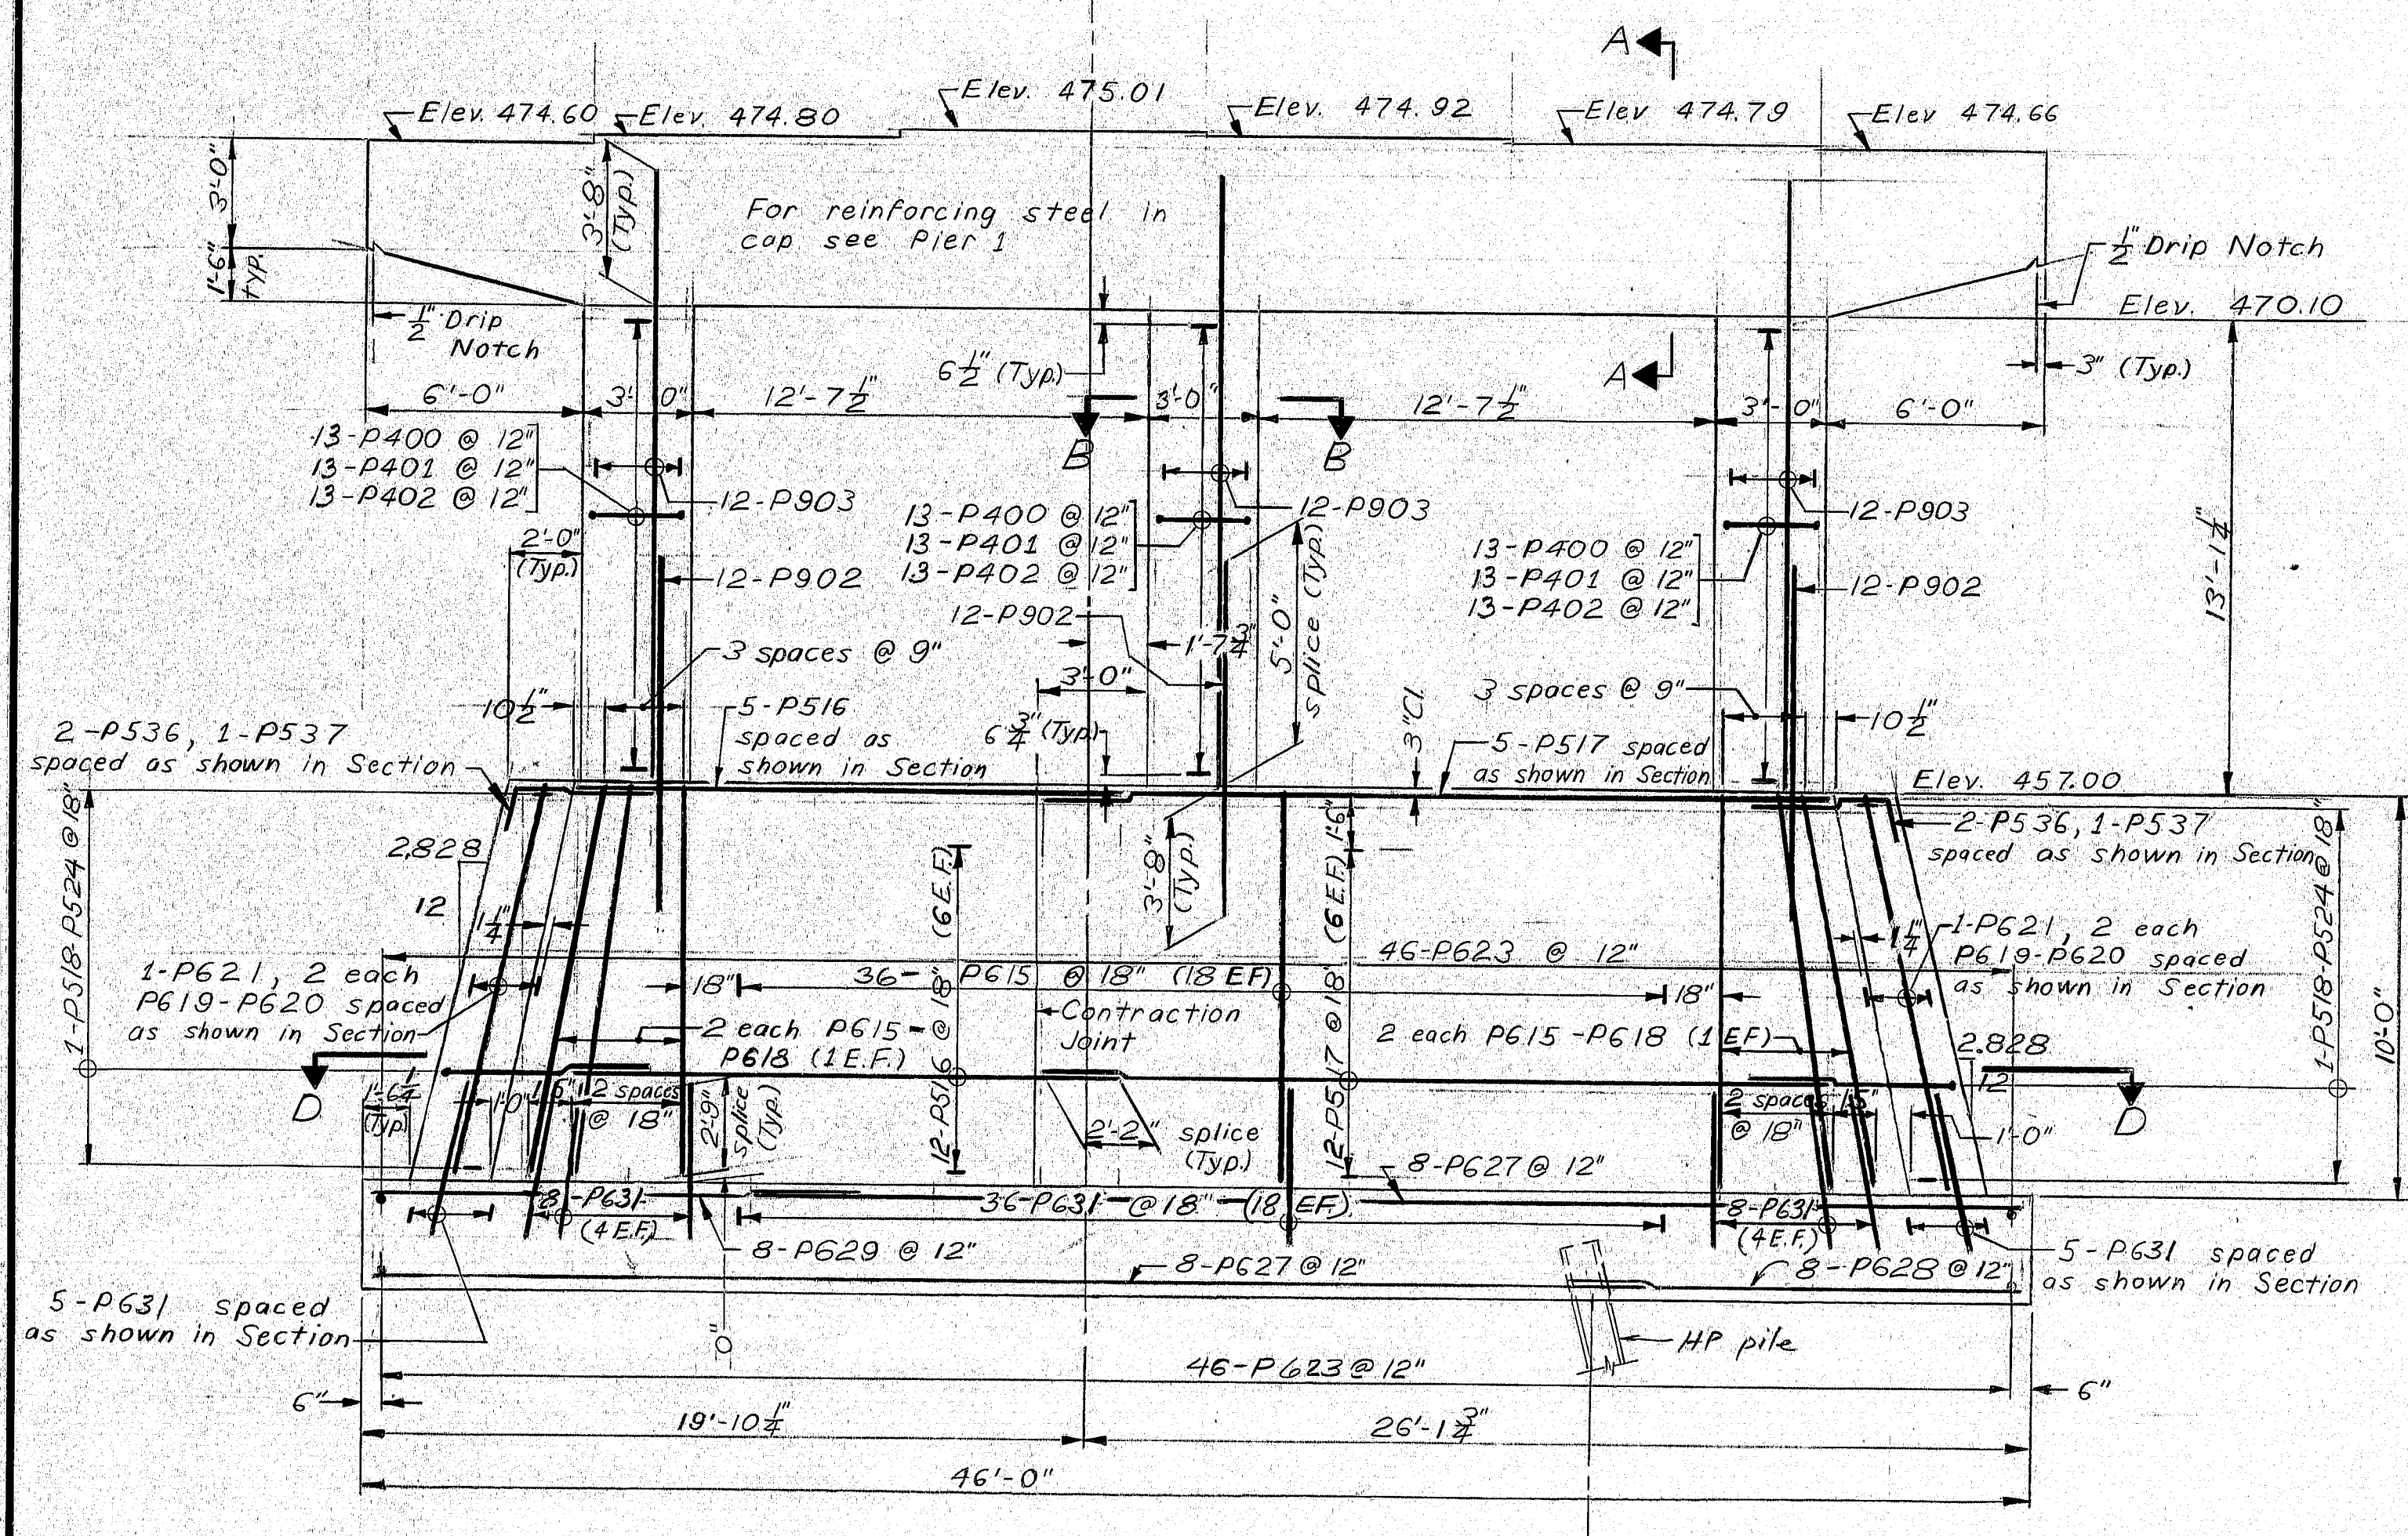 A
Elev. 474.60
Elev. 474.80
Elev. 475.01
Elev. 474.92
Elev 474.79
Elev 474.66
3'-0"
1'-6"
Typ.
3'-8"
(Typ.)
For reinforcing steel in
cap see Pier 1
1/2" Drip Notch
Elev. 470.10
1/2" Drip
Notch
6 1/2" (Typ.)
A
3" (Typ.)
6'-0"
3'-0"
12'-7 1/2"
3'-0"
12'-7 1/2"
3'-0"
6'-0"
B
B
13-P400 @ 12"
13-P401 @ 12"
13-P402 @ 12"
12-P903
13-P400 @ 12"
13-P401 @ 12"
13-P402 @ 12"
12-P903
13-P400 @ 12"
13-P401 @ 12"
13-P402 @ 12"
12-P903
13'-1 1/4"
2'-0"
(Typ.)
12-P902
12-P902
12-P902
5'-0"
splice (Typ.)
3 spaces @ 9"
1'-7 3/4"
3'-0"
3 spaces @ 9"
10 1/2"
10 1/2"
2-P536, 1-P537
spaced as shown in Section
5-P516
spaced as
shown in Section
6 3/4" (Typ.)
3" Cl.
5-P517 spaced
as shown in Section
Elev. 457.00
1-P518-P524 @ 18"
2.828
12
1 1/4"
(6 E.F.)
12-P516 @ 18"
3'-8"
(Typ.)
1'-6"
(6 E.F.)
12-P517 @ 18"
2-P536, 1-P537
spaced as shown in Section
1-P518-P524 @ 18"
10'-0"
46-P623 @ 12"
1 1/4"
1-P621, 2 each
P619-P620 spaced
as shown in Section
1-P621, 2 each
P619-P620 spaced
as shown in Section
18"
36-P615 @ 18" (18 EF)
18"
Contraction
Joint
2 each P615-
P618 (1 E.F.)
2 each P615-P618 (1 EF)
2.828
12
D
D
1'-6 1/2"
(Typ.)
1'-0"
2 spaces
@ 18"
2'-9"
splice
(Typ.)
2'-2" splice
(Typ.)
2 spaces
@ 18"
1'-0"
8-P627 @ 12"
8-P631
(4 E.F.)
36-P631 @ 18" (18 EF.)
8-P631
(4 E.F.)
8-P629 @ 12"
8-P627 @ 12"
8-P628 @ 12"
5-P631 spaced
as shown in Section
5-P631 spaced
as shown in Section
HP pile
46-P623 @ 12"
6"
6"
19'-10 1/4"
26'-1 3/4"
46'-0"